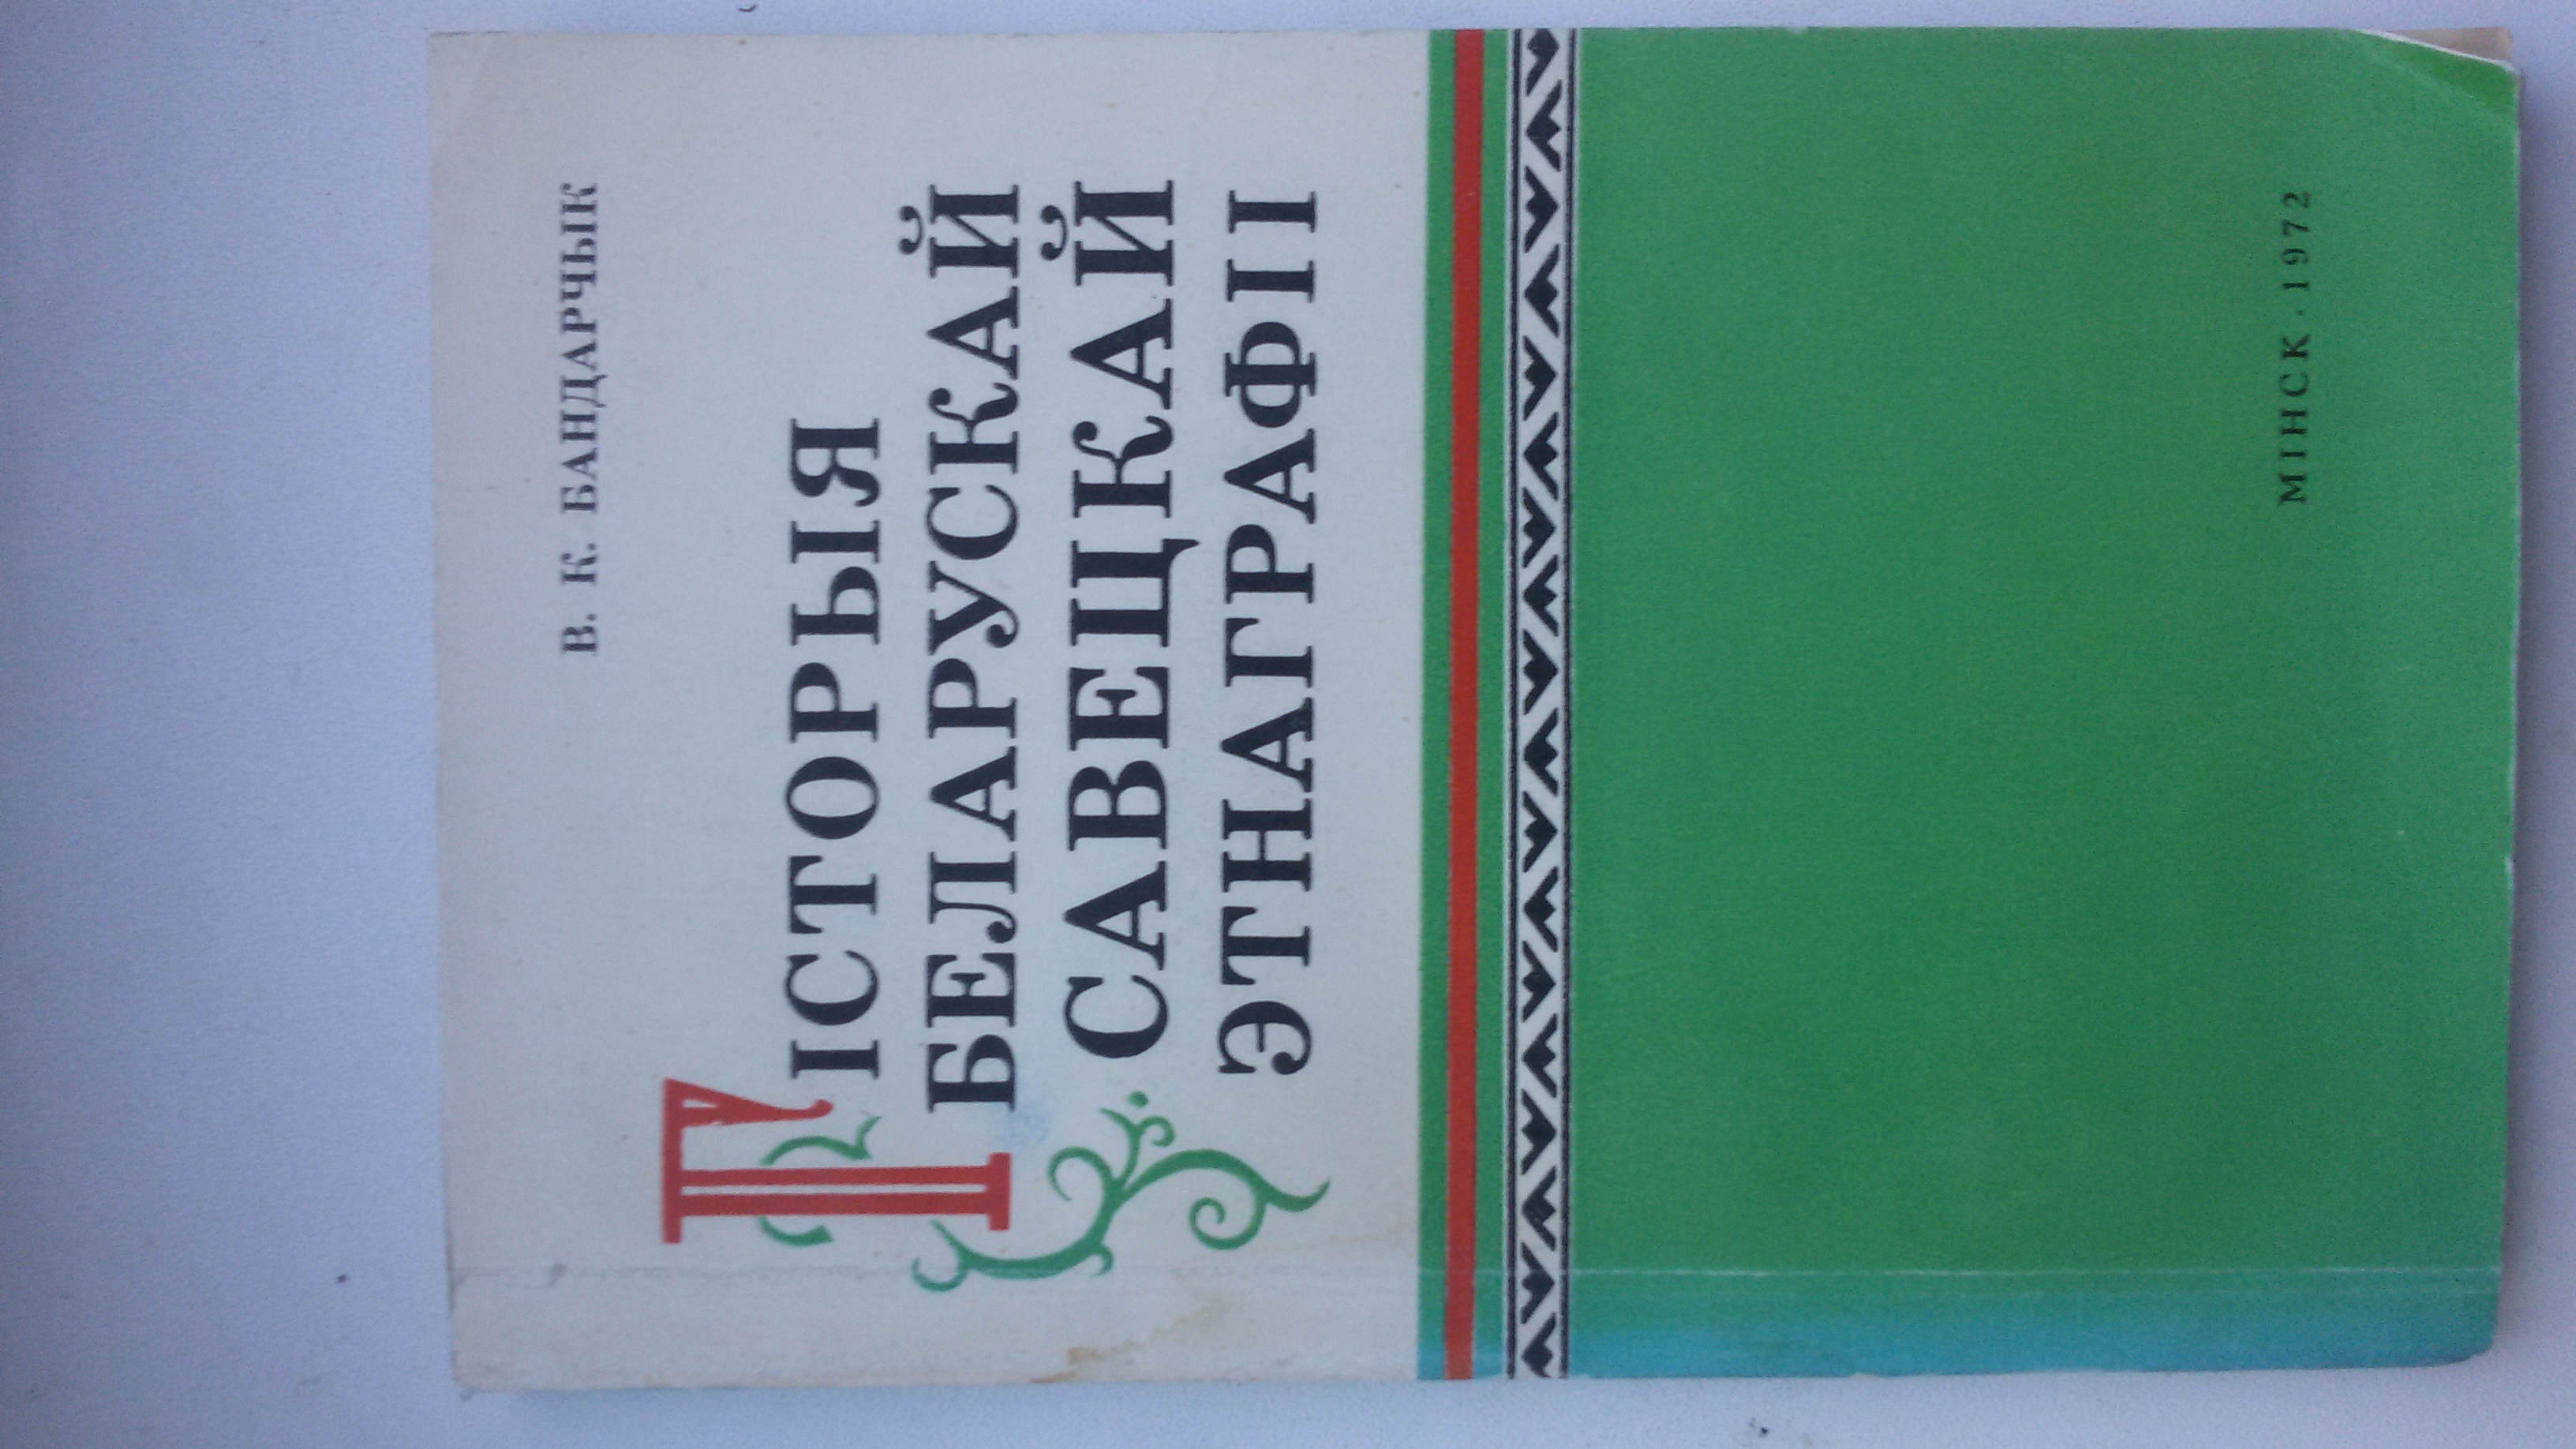 В. К. БАНДАРЧЫК
ГІСТОРЫЯ
БЕЛАРУСКАЙ
САВЕЦКАЙ
ЭТНАГРАФІІ
МІНСК · 1972